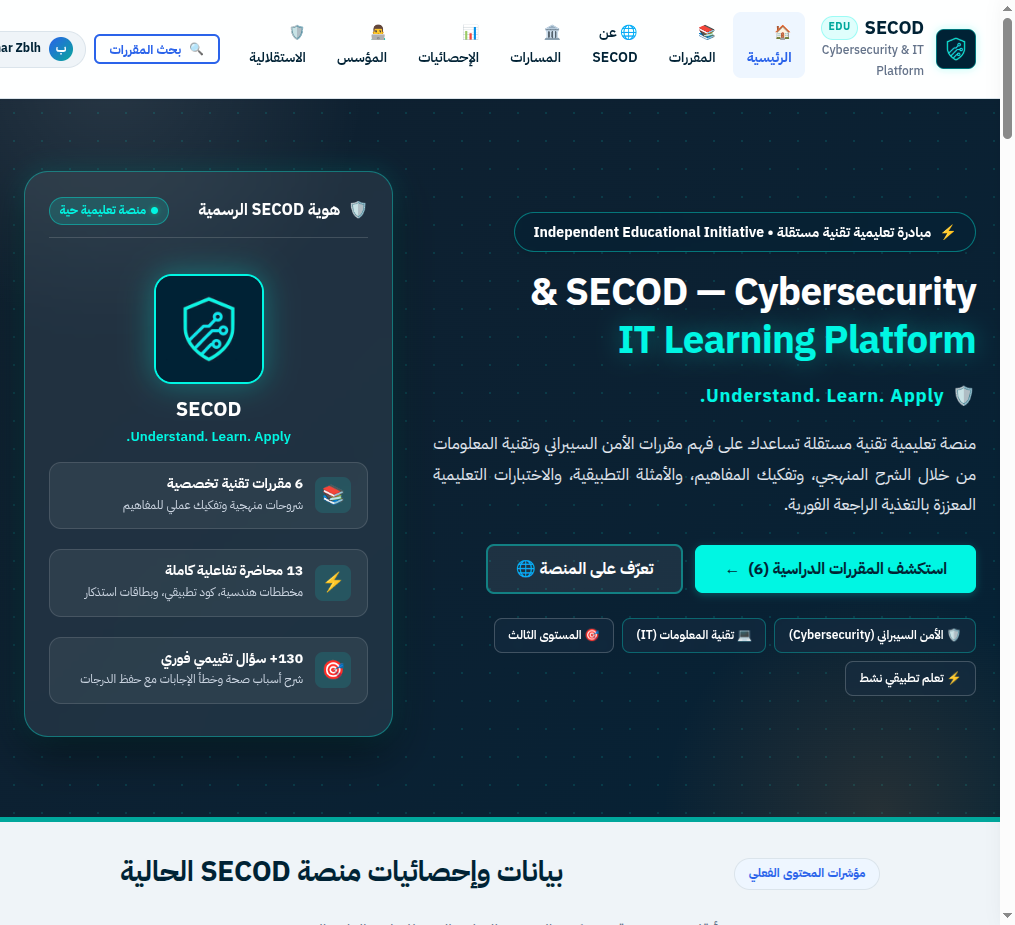 SECOD EDU
Cybersecurity & IT
Platform
🏠
الرئيسية
📚
المقررات
🌐 عن
SECOD
🏛️
المسارات
📊
الإحصائيات
👨‍💼
المؤسس
🛡️
الاستقلالية
🔍 بحث المقررات
ب
ar Zblh
⚡ مبادرة تعليمية تقنية مستقلة • Independent Educational Initiative
& SECOD — Cybersecurity
IT Learning Platform
🛡️ Understand. Learn. Apply.
منصة تعليمية تقنية مستقلة تساعدك على فهم مقررات الأمن السيبراني وتقنية المعلومات
من خلال الشرح المنهجي، وتفكيك المفاهيم، والأمثلة التطبيقية، والاختبارات التعليمية
المعززة بالتغذية الراجعة الفورية.
استكشف المقررات الدراسية (6) ←
تعرّف على المنصة 🌐
🛡️ الأمن السيبراني (Cybersecurity)
💻 تقنية المعلومات (IT)
🎯 المستوى الثالث
⚡ تعلم تطبيقي نشط
🛡️ هوية SECOD الرسمية
منصة تعليمية حية
SECOD
Understand. Learn. Apply.
📚 6 مقررات تقنية تخصصية
شروحات منهجية وتفكيك عملي للمفاهيم
⚡ 13 محاضرة تفاعلية كاملة
مخططات هندسية، كود تطبيقي، وبطاقات استذكار
🎯 130+ سؤال تقييمي فوري
شرح أسباب صحة وخطأ الإجابات مع حفظ الدرجات
مؤشرات المحتوى الفعلي
بيانات وإحصائيات منصة SECOD الحالية